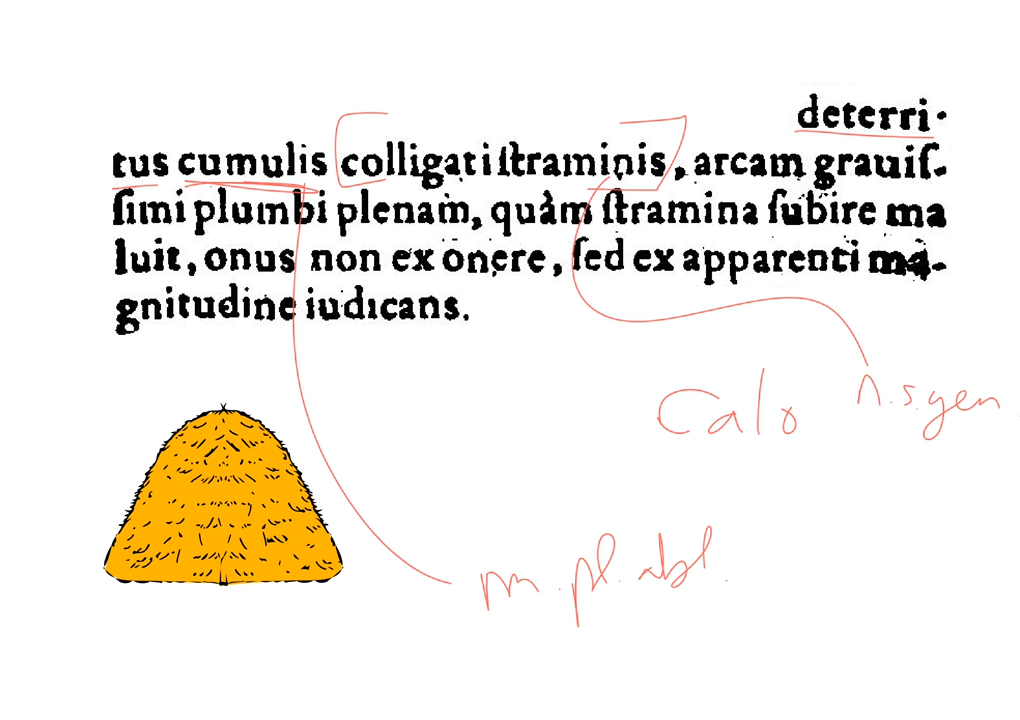 deterri-
tus cumulis colligati ſtraminis, arcam grauiſ-
ſimi plumbi plenam, quàm ſtramina ſubire ma
luit, onus non ex onere, ſed ex apparenti ma-
gnitudine iudicans.
Calo n.s.gen
m.pl.abl.